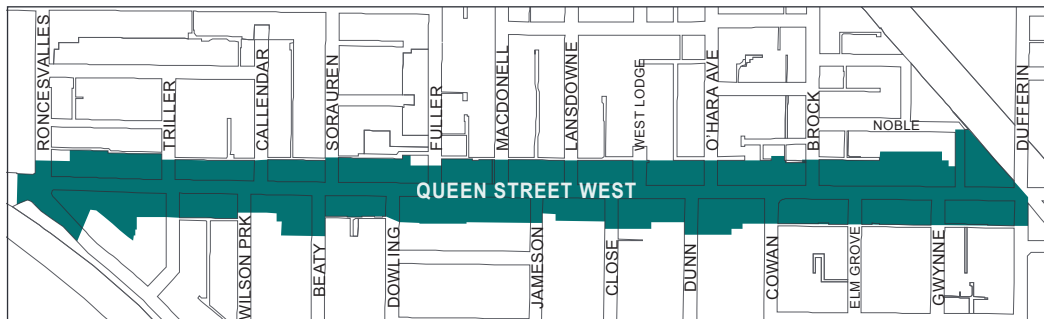 RONCESVALLES
TRILLER
CALLENDAR
SORAUREN
FULLER
MACDONELL
LANSDOWNE
WEST LODGE
O'HARA AVE
BROCK
NOBLE
DUFFERIN
QUEEN STREET WEST
WILSON PRK
BEATY
DOWLING
JAMESON
CLOSE
DUNN
COWAN
ELM GROVE
GWYNNE